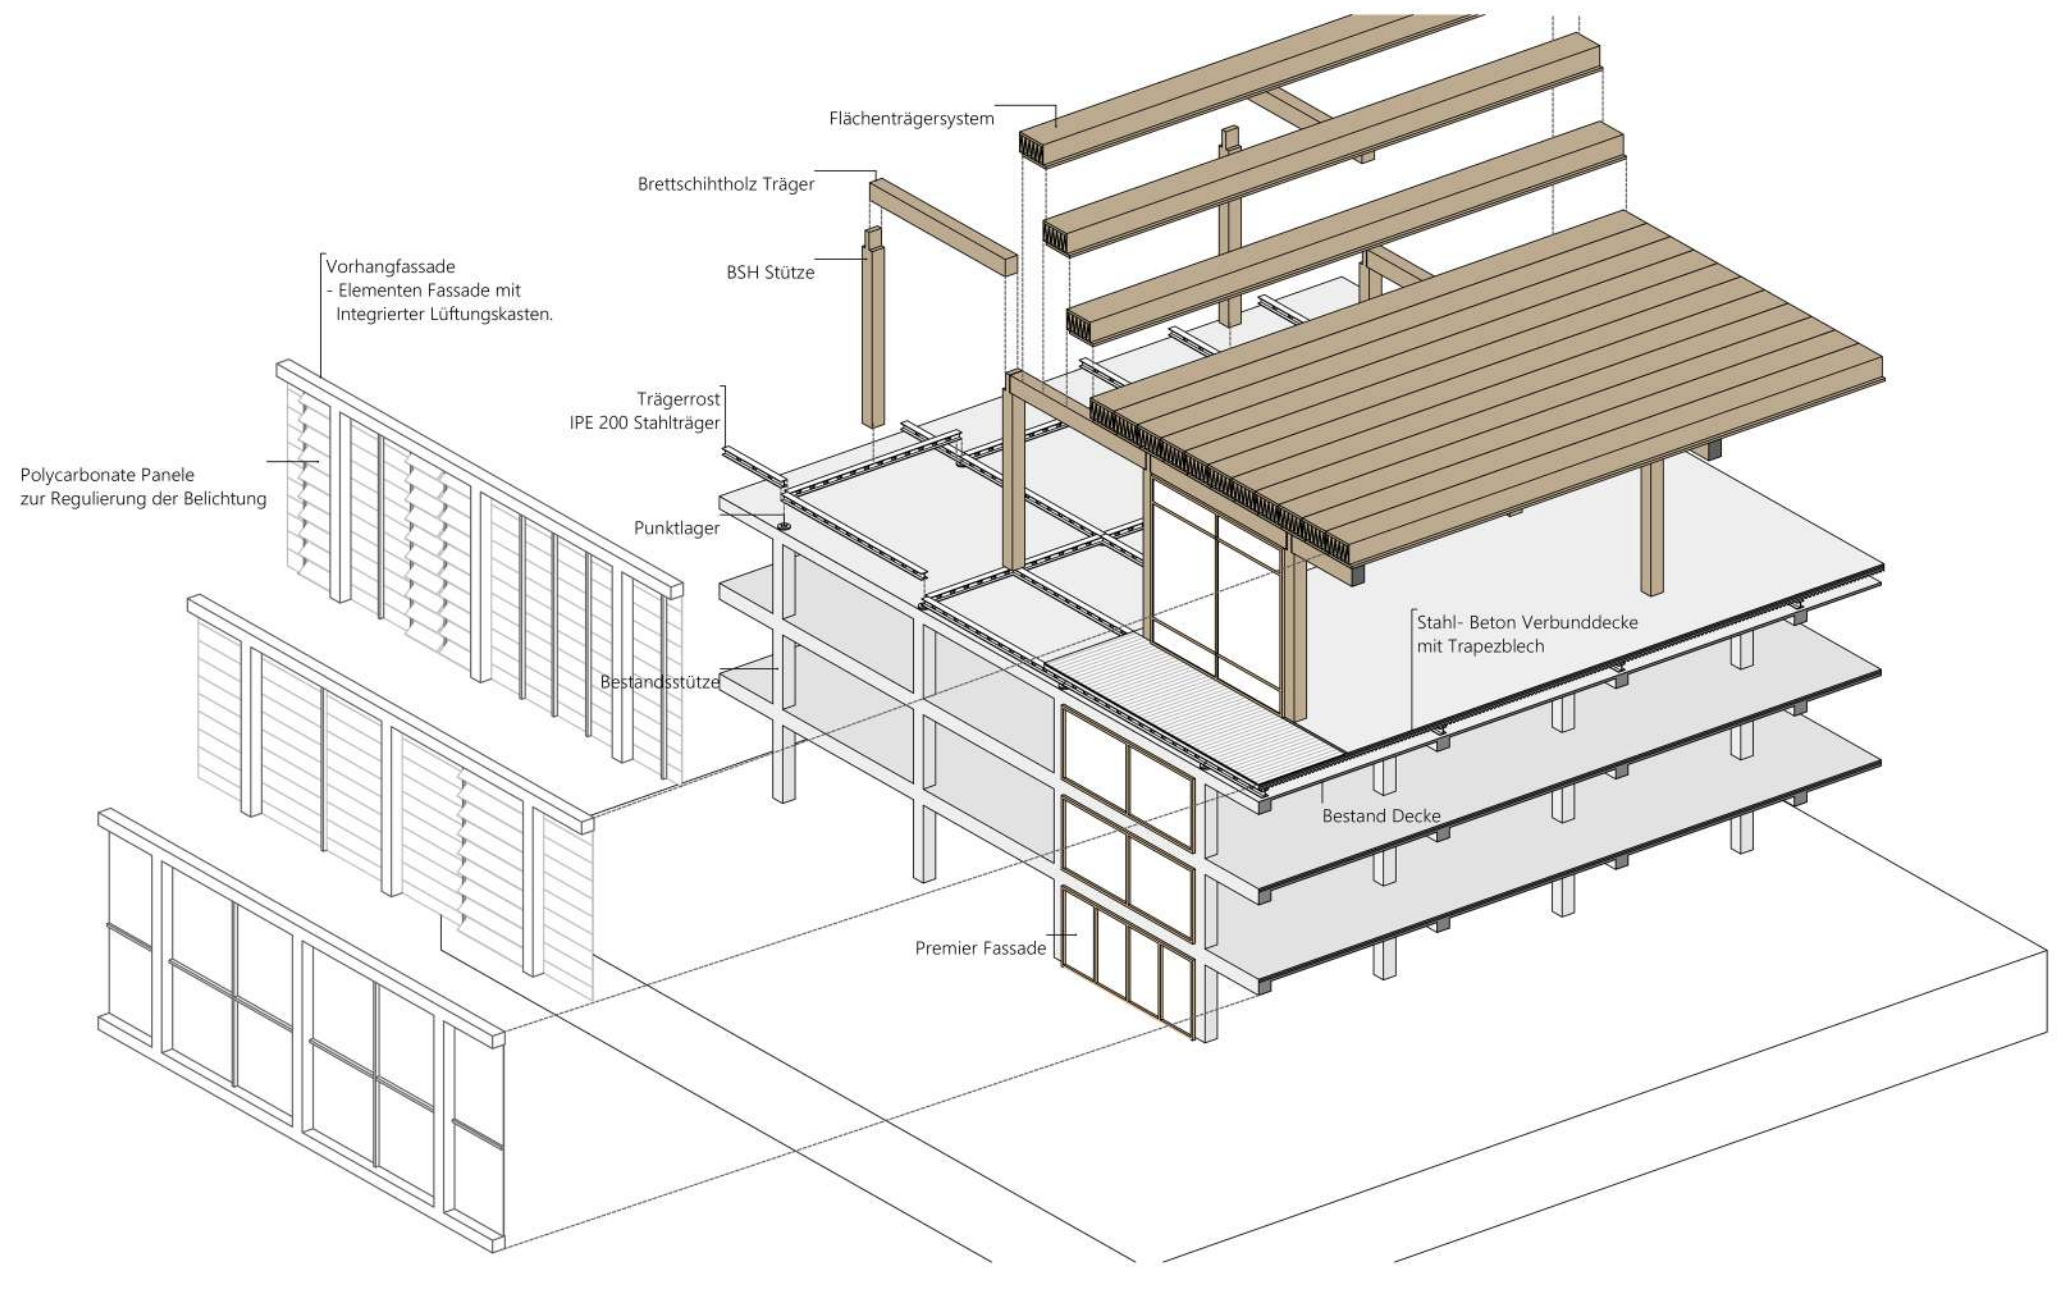 Flächenträgersystem
Brettschihtholz Träger
BSH Stütze
Vorhangfassade
- Elementen Fassade mit
Integrierter Lüftungskasten.
Trägerrost
IPE 200 Stahlträger
Polycarbonate Panele
zur Regulierung der Belichtung
Punktlager
Stahl- Beton Verbunddecke
mit Trapezblech
Bestandsstütze
Bestand Decke
Premier Fassade